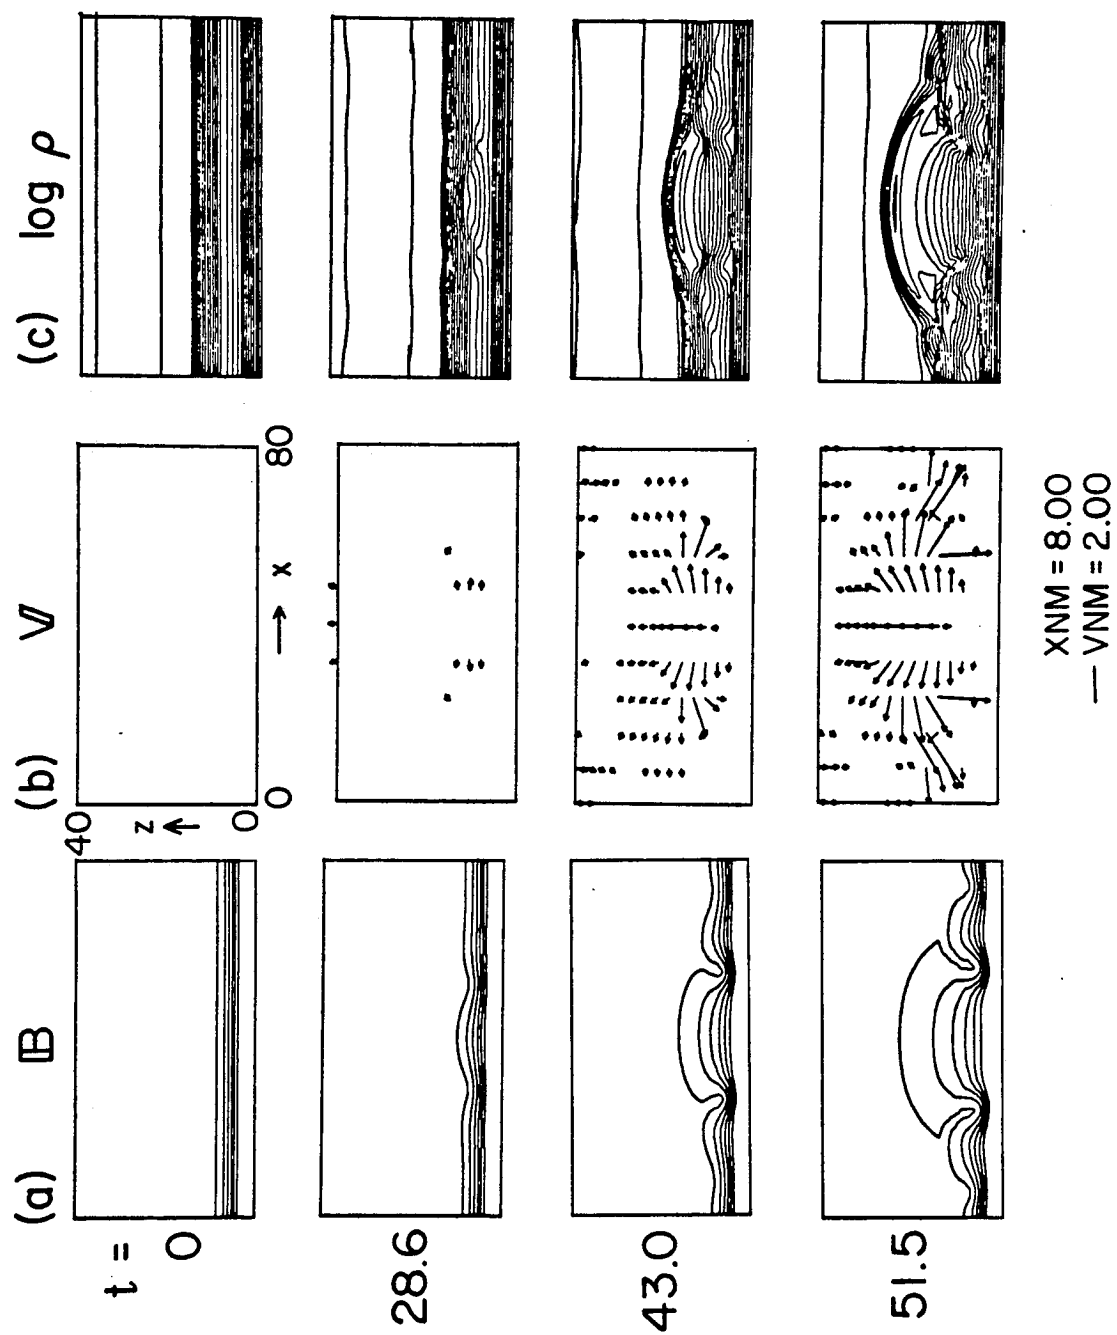 (a) 𝔹 (b) 𝕍 (c) log ρ
t =
0
40
z
↑
0
0 → x 80
28.6
43.0
51.5
XNM = 8.00
— VNM = 2.00